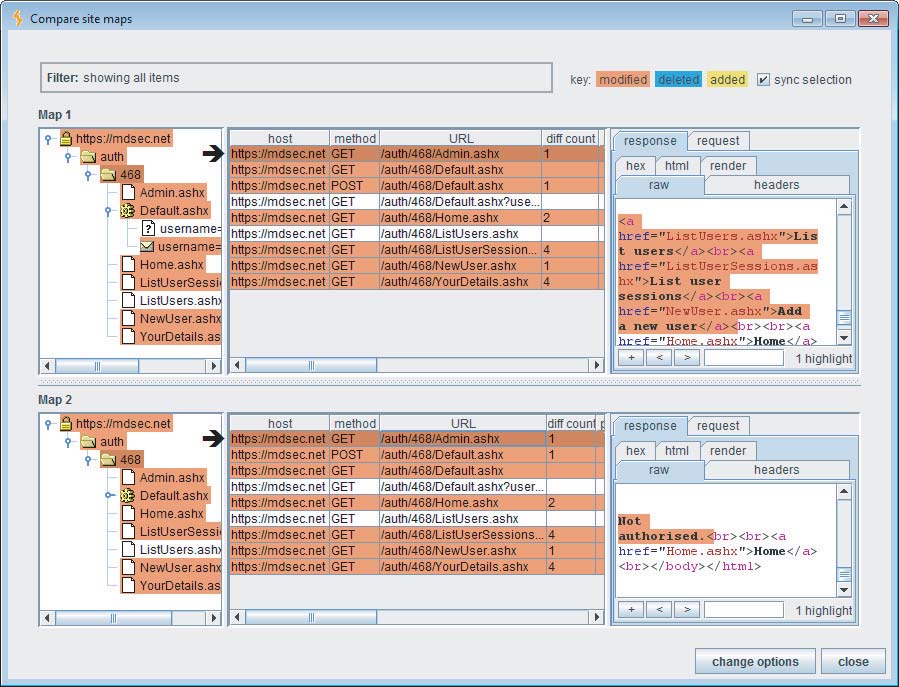 Compare site maps
Filter: showing all items
key: modified deleted added sync selection
Map 1
https://mdsec.net
auth
468
Admin.ashx
Default.ashx
username=
username=
Home.ashx
ListUserSessi
ListUsers.ashx
NewUser.ashx
YourDetails.as
host method URL diff count
https://mdsec.net GET /auth/468/Admin.ashx 1
https://mdsec.net GET /auth/468/Default.ashx
https://mdsec.net POST /auth/468/Default.ashx 1
https://mdsec.net GET /auth/468/Default.ashx?use...
https://mdsec.net GET /auth/468/Home.ashx 2
https://mdsec.net GET /auth/468/ListUsers.ashx
https://mdsec.net GET /auth/468/ListUserSession... 4
https://mdsec.net GET /auth/468/NewUser.ashx 1
https://mdsec.net GET /auth/468/YourDetails.ashx 4
response request
hex html render
raw headers
<a
href="ListUsers.ashx">Lis
t users</a><br><a
href="ListUserSessions.as
hx">List user
sessions</a><br><a
href="NewUser.ashx">Add
a new user</a><br><br><a
href="Home.ashx">Home</a>
+ < > 1 highlight
Map 2
https://mdsec.net
auth
468
Admin.ashx
Default.ashx
Home.ashx
ListUserSessi
ListUsers.ashx
NewUser.ashx
YourDetails.as
host method URL diff count p
https://mdsec.net GET /auth/468/Admin.ashx 1
https://mdsec.net POST /auth/468/Default.ashx 1
https://mdsec.net GET /auth/468/Default.ashx
https://mdsec.net GET /auth/468/Default.ashx?user...
https://mdsec.net GET /auth/468/Home.ashx 2
https://mdsec.net GET /auth/468/ListUsers.ashx
https://mdsec.net GET /auth/468/ListUserSessions... 4
https://mdsec.net GET /auth/468/NewUser.ashx 1
https://mdsec.net GET /auth/468/YourDetails.ashx 4
response request
hex html render
raw headers
Not
authorised.<br><br><a
href="Home.ashx">Home</a>
<br></body></html>
+ < > 1 highlight
change options close